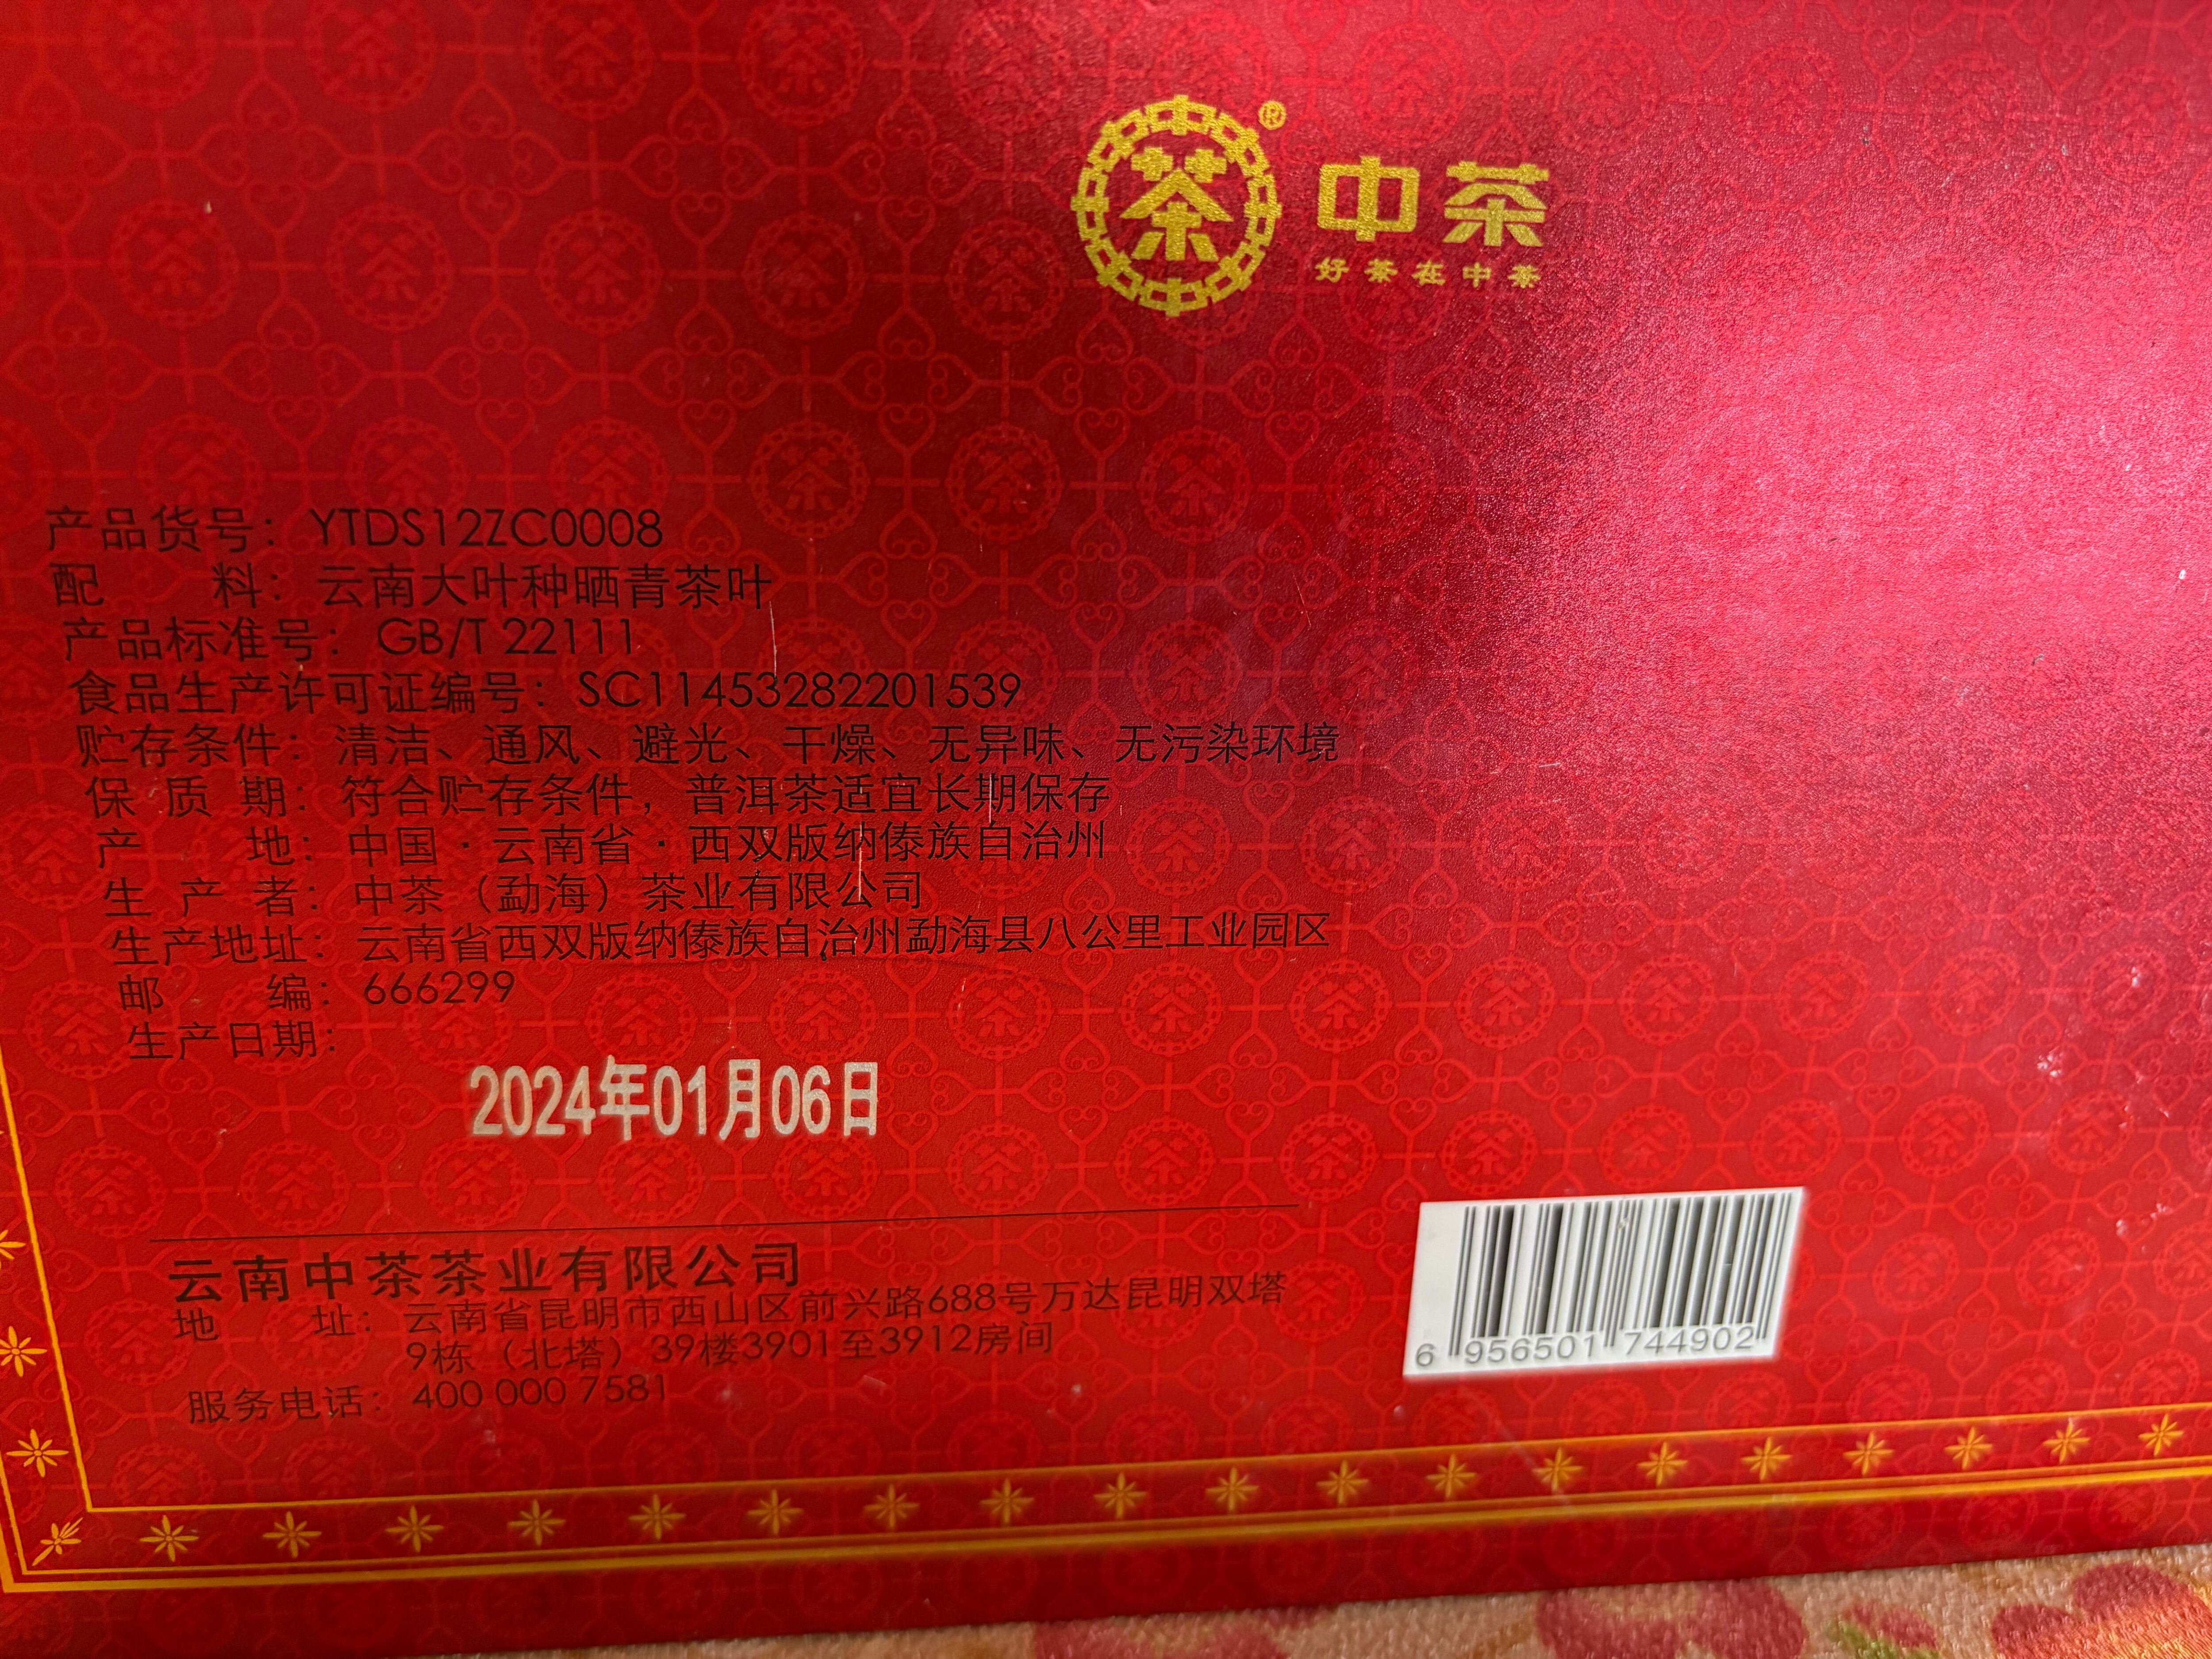 茶®
中茶
好茶在中茶
产品货号：YTDS12ZC0008
配 料：云南大叶种晒青茶叶
产品标准号：GB/T 22111
食品生产许可证编号：SC11453282201539
贮存条件：清洁、通风、避光、干燥、无异味、无污染环境
保 质 期：符合贮存条件，普洱茶适宜长期保存
产 地：中国·云南省·西双版纳傣族自治州
生 产 者：中茶（勐海）茶业有限公司
生产地址：云南省西双版纳傣族自治州勐海县八公里工业园区
邮 编：666299
生产日期：
2024年01月06日
云南中茶茶业有限公司
地 址：云南省昆明市西山区前兴路688号万达昆明双塔
9栋（北塔）39楼3901至3912房间
服务电话：400 000 7581
6 956501 744902